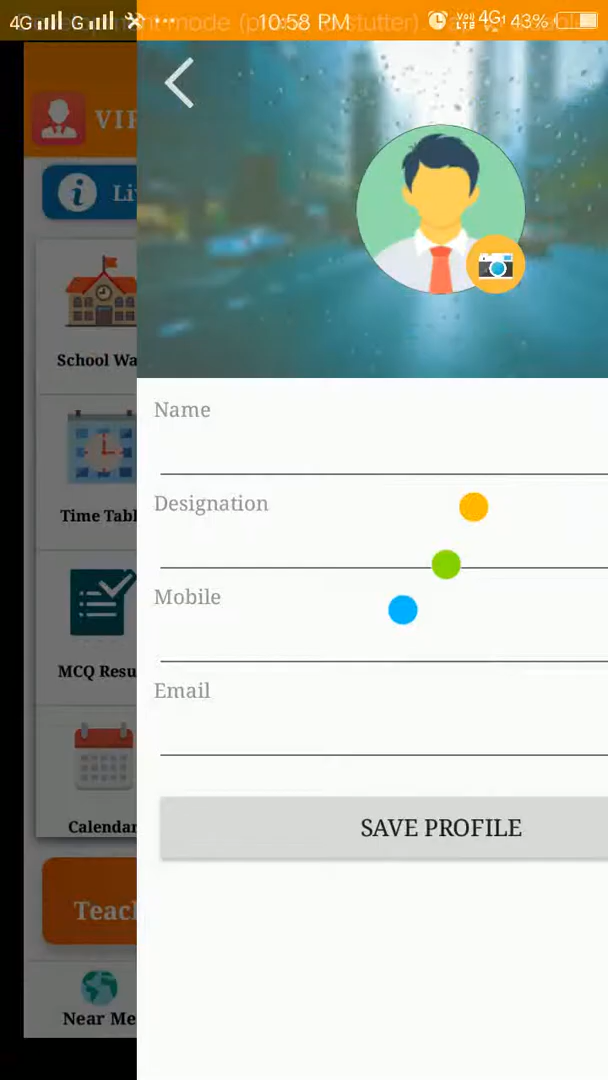 4G G 10:58 PM 4G 43%
VIP
Li
School Wa
Name
Designation
Time Tabl
Mobile
MCQ Resu
Email
Calendar
SAVE PROFILE
Teac
Near Me